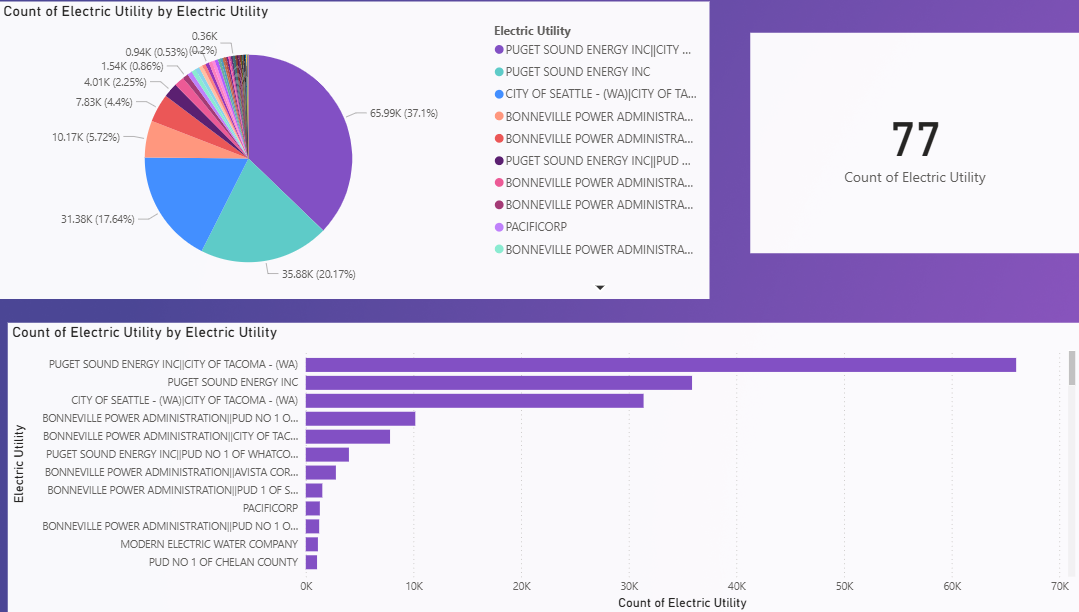 Count of Electric Utility by Electric Utility
0.36K
(0.2%)
0.94K (0.53%)
1.54K (0.86%)
4.01K (2.25%)
7.83K (4.4%)
10.17K (5.72%)
31.38K (17.64%)
35.88K (20.17%)
65.99K (37.1%)
Electric Utility
PUGET SOUND ENERGY INC||CITY ...
PUGET SOUND ENERGY INC
CITY OF SEATTLE - (WA)|CITY OF TA...
BONNEVILLE POWER ADMINISTRA...
BONNEVILLE POWER ADMINISTRA...
PUGET SOUND ENERGY INC||PUD ...
BONNEVILLE POWER ADMINISTRA...
BONNEVILLE POWER ADMINISTRA...
PACIFICORP
BONNEVILLE POWER ADMINISTRA...
77
Count of Electric Utility
Count of Electric Utility by Electric Utility
Electric Utility
PUGET SOUND ENERGY INC||CITY OF TACOMA - (WA)
PUGET SOUND ENERGY INC
CITY OF SEATTLE - (WA)|CITY OF TACOMA - (WA)
BONNEVILLE POWER ADMINISTRATION||PUD NO 1 O...
BONNEVILLE POWER ADMINISTRATION||CITY OF TAC...
PUGET SOUND ENERGY INC||PUD NO 1 OF WHATCO...
BONNEVILLE POWER ADMINISTRATION||AVISTA COR...
BONNEVILLE POWER ADMINISTRATION||PUD 1 OF S...
PACIFICORP
BONNEVILLE POWER ADMINISTRATION||PUD NO 1 O...
MODERN ELECTRIC WATER COMPANY
PUD NO 1 OF CHELAN COUNTY
0K 10K 20K 30K 40K 50K 60K 70K
Count of Electric Utility